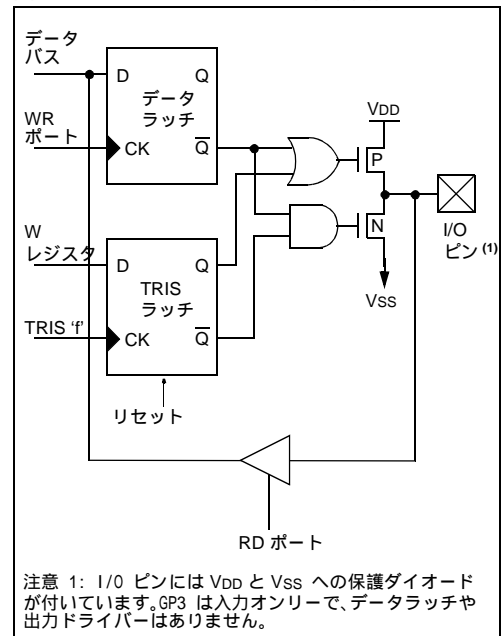 データ
バス
D Q
データ
ラッチ
WR
ポート
CK Q
VDD
P
N
I/O
ピン (1)
VSS
W
レジスタ
D Q
TRIS
ラッチ
TRIS 'f'
CK Q
リセット
RD ポート
注意 1: I/O ピンには VDD と VSS への保護ダイオード
が付いています。GP3 は入力オンリーで、データラッチや
出力ドライバーはありません。